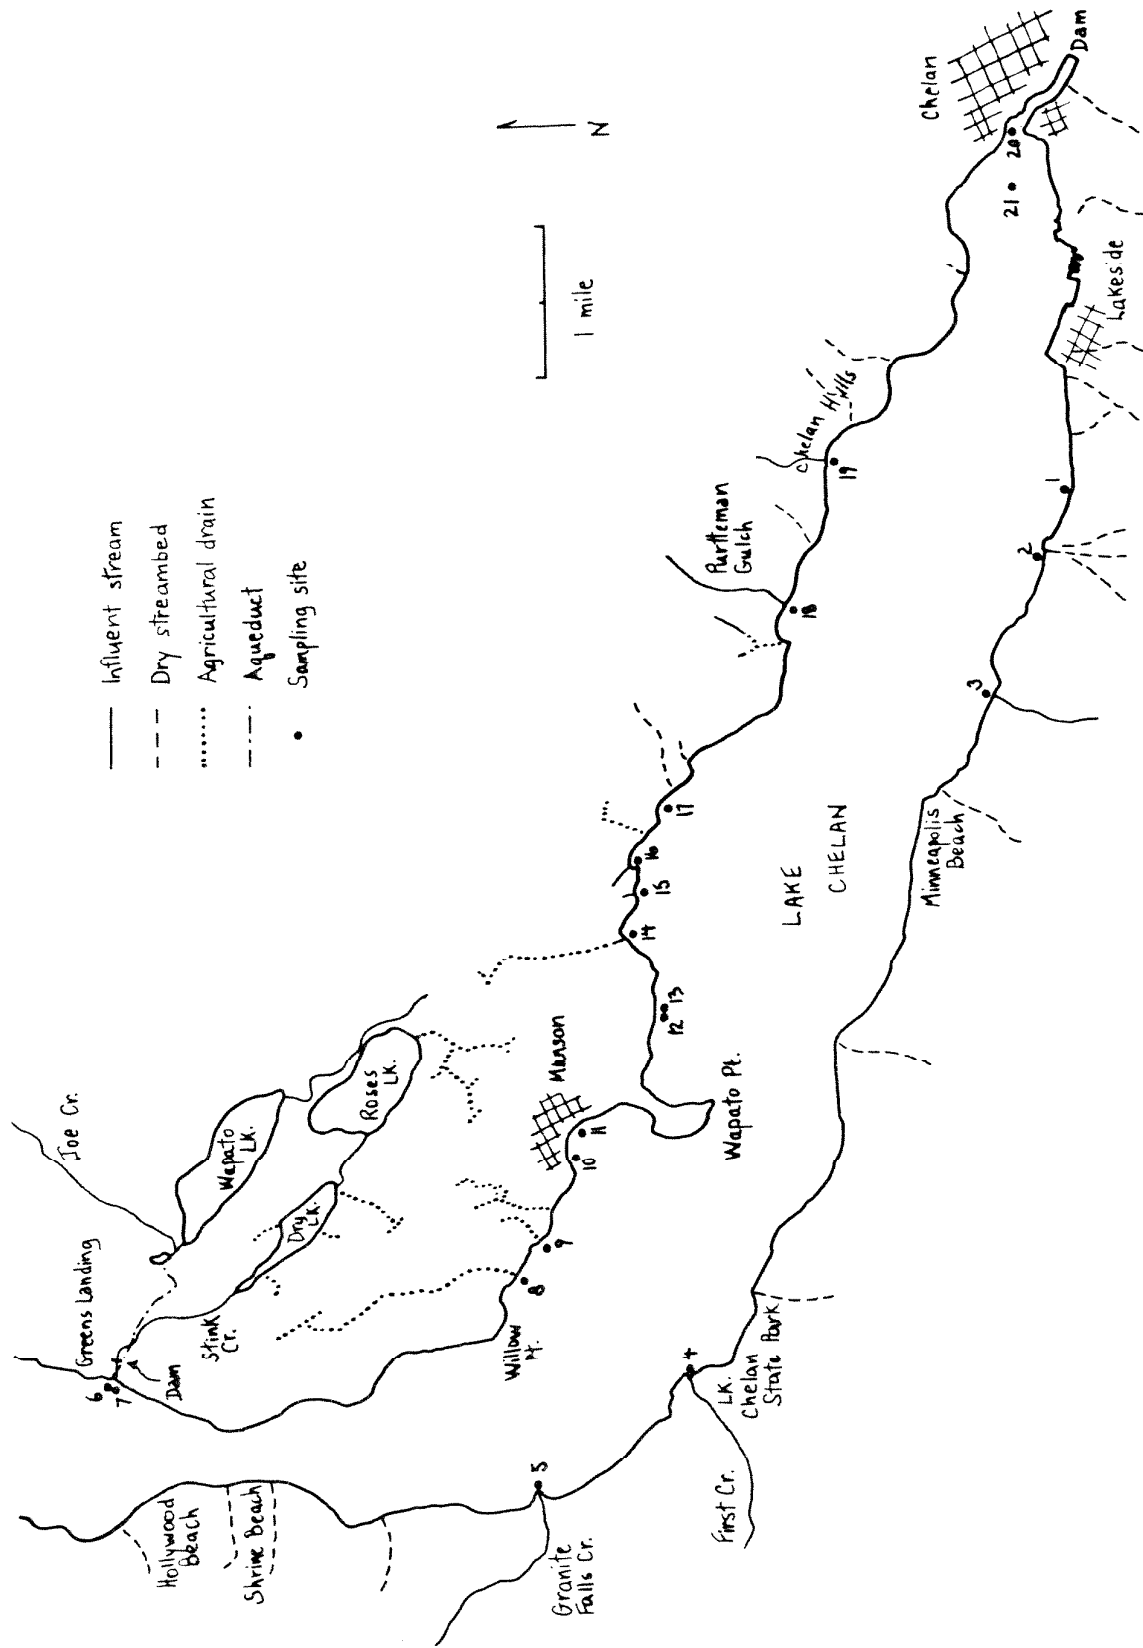 Influent stream
Dry streambed
Agricultural drain
Aqueduct
Sampling site
1 mile
N
Hollywood
Beach
Shrine Beach
Granite
Falls Cr.
First Cr.
LK.
Chelan
State Park
Greens Landing
Dam
Stink
Cr.
Joe Cr.
Wapato
LK.
Roses
LK.
Dry
LK.
Willow
Pt.
Manson
Wapato Pt.
LAKE
CHELAN
Minneapolis
Beach
Purtteman
Gulch
Chelan Hills
Chelan
Dam
Lakeside
1
2
3
4
5
6
7
8
9
10
11
12
13
14
15
16
17
18
19
20
21